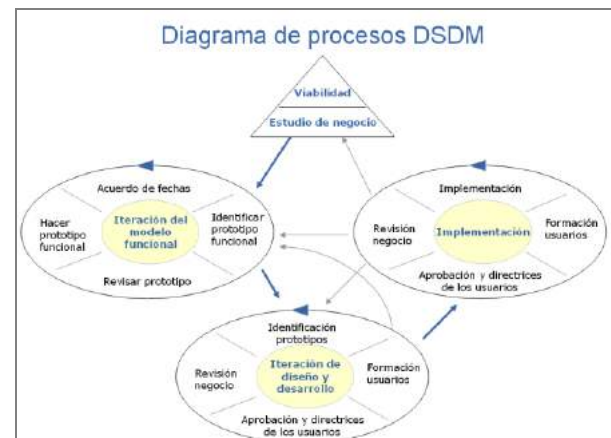 Diagrama de procesos DSDM
Viabilidad
Estudio de negocio
Acuerdo de fechas
Hacer
prototipo
funcional
Iteración del
modelo
funcional
Identificar
prototipo
funcional
Revisar prototipo
Implementación
Revisión
negocio
Implementación
Formación
usuarios
Aprobación y directrices
de los usuarios
Identificación
prototipos
Revisión
negocio
Iteración de
diseño y
desarrollo
Formación
usuarios
Aprobación y directrices
de los usuarios